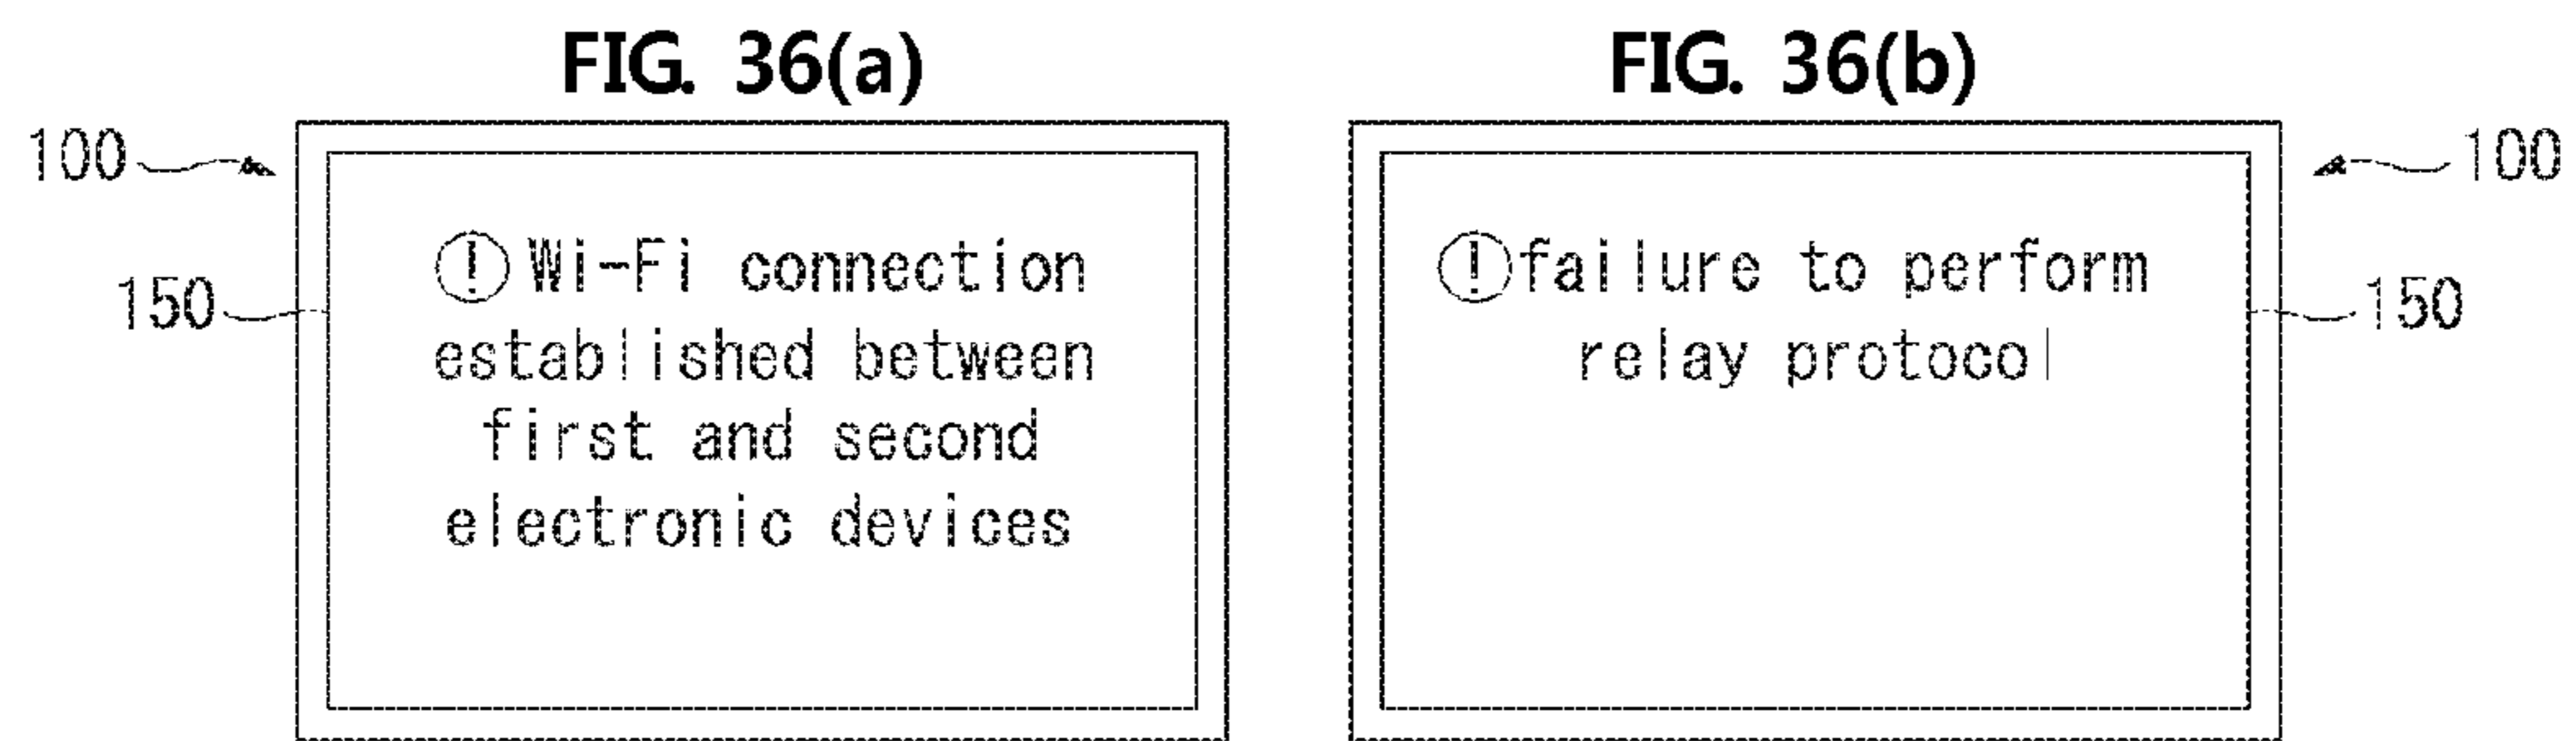 FIG. 36(a)
100
150
! Wi-Fi connection
established between
first and second
electronic devices
FIG. 36(b)
100
150
! failure to perform
relay protocol